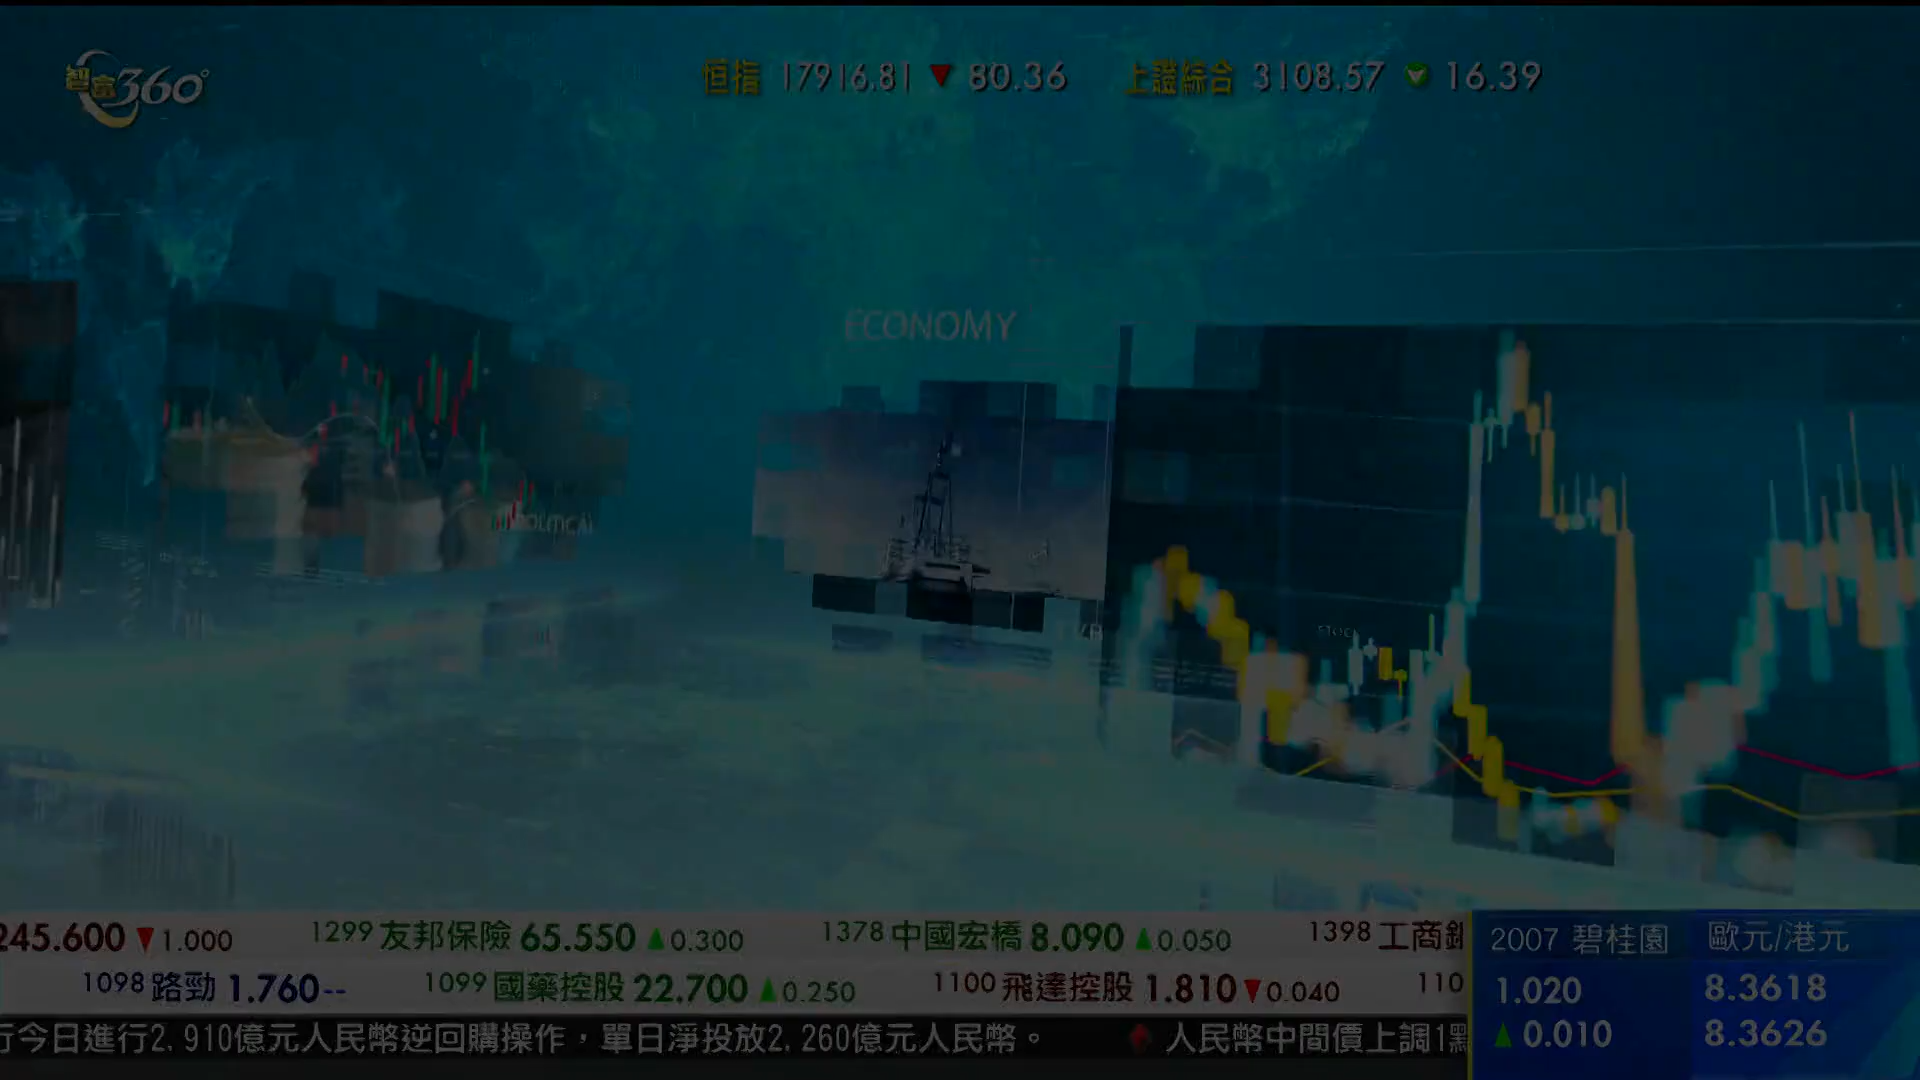 智富360°
恒指 17916.81 ▼ 80.36 上證綜合 3108.57 ▼ 16.39
ECONOMY
POLITICAL
STOCK
245.600 ▼1.000 1299 友邦保險 65.550 ▲0.300 1378 中國宏橋 8.090 ▲0.050 1398 工商銀
1098 路勁 1.760-- 1099 國藥控股 22.700 ▲0.250 1100 飛達控股 1.810 ▼0.040 110
行今日進行2,910億元人民幣逆回購操作，單日淨投放2,260億元人民幣。 人民幣中間價上調1點
2007 碧桂園 歐元/港元
1.020 8.3618
▲0.010 8.3626